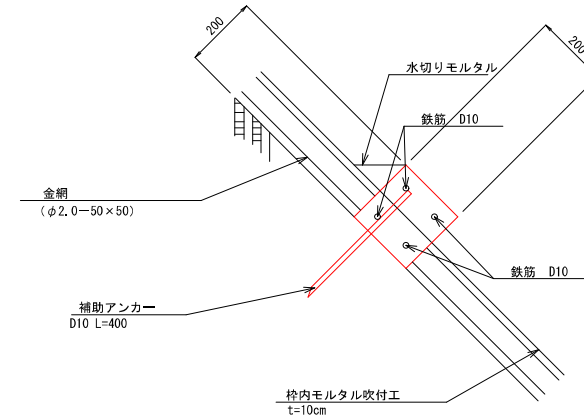 200
200
水切りモルタル
鉄筋 D10
金網
(φ2.0−50×50)
鉄筋 D10
補助アンカー
D10 L=400
枠内モルタル吹付工
t=10cm